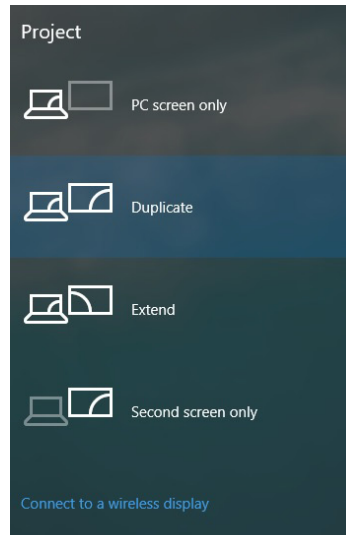 Project
PC screen only
Duplicate
Extend
Second screen only
Connect to a wireless display